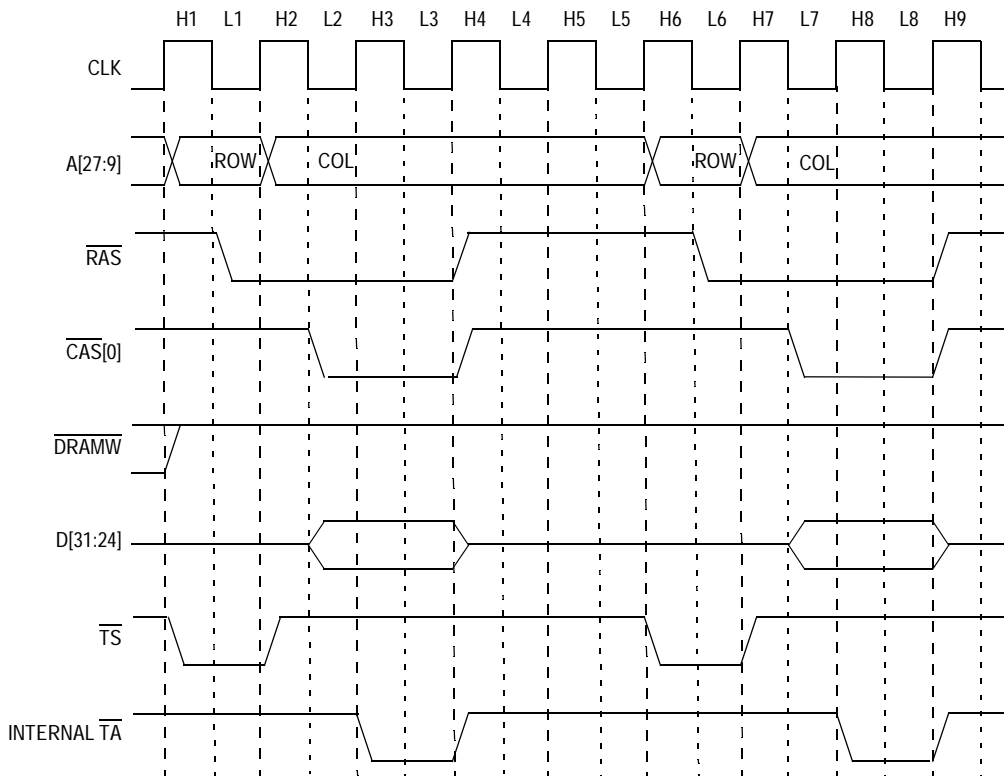 H1 L1 H2 L2 H3 L3 H4 L4 H5 L5 H6 L6 H7 L7 H8 L8 H9
CLK
A[27:9] ROW COL ROW COL
RAS
CAS[0]
DRAMW
D[31:24]
TS
INTERNAL TA